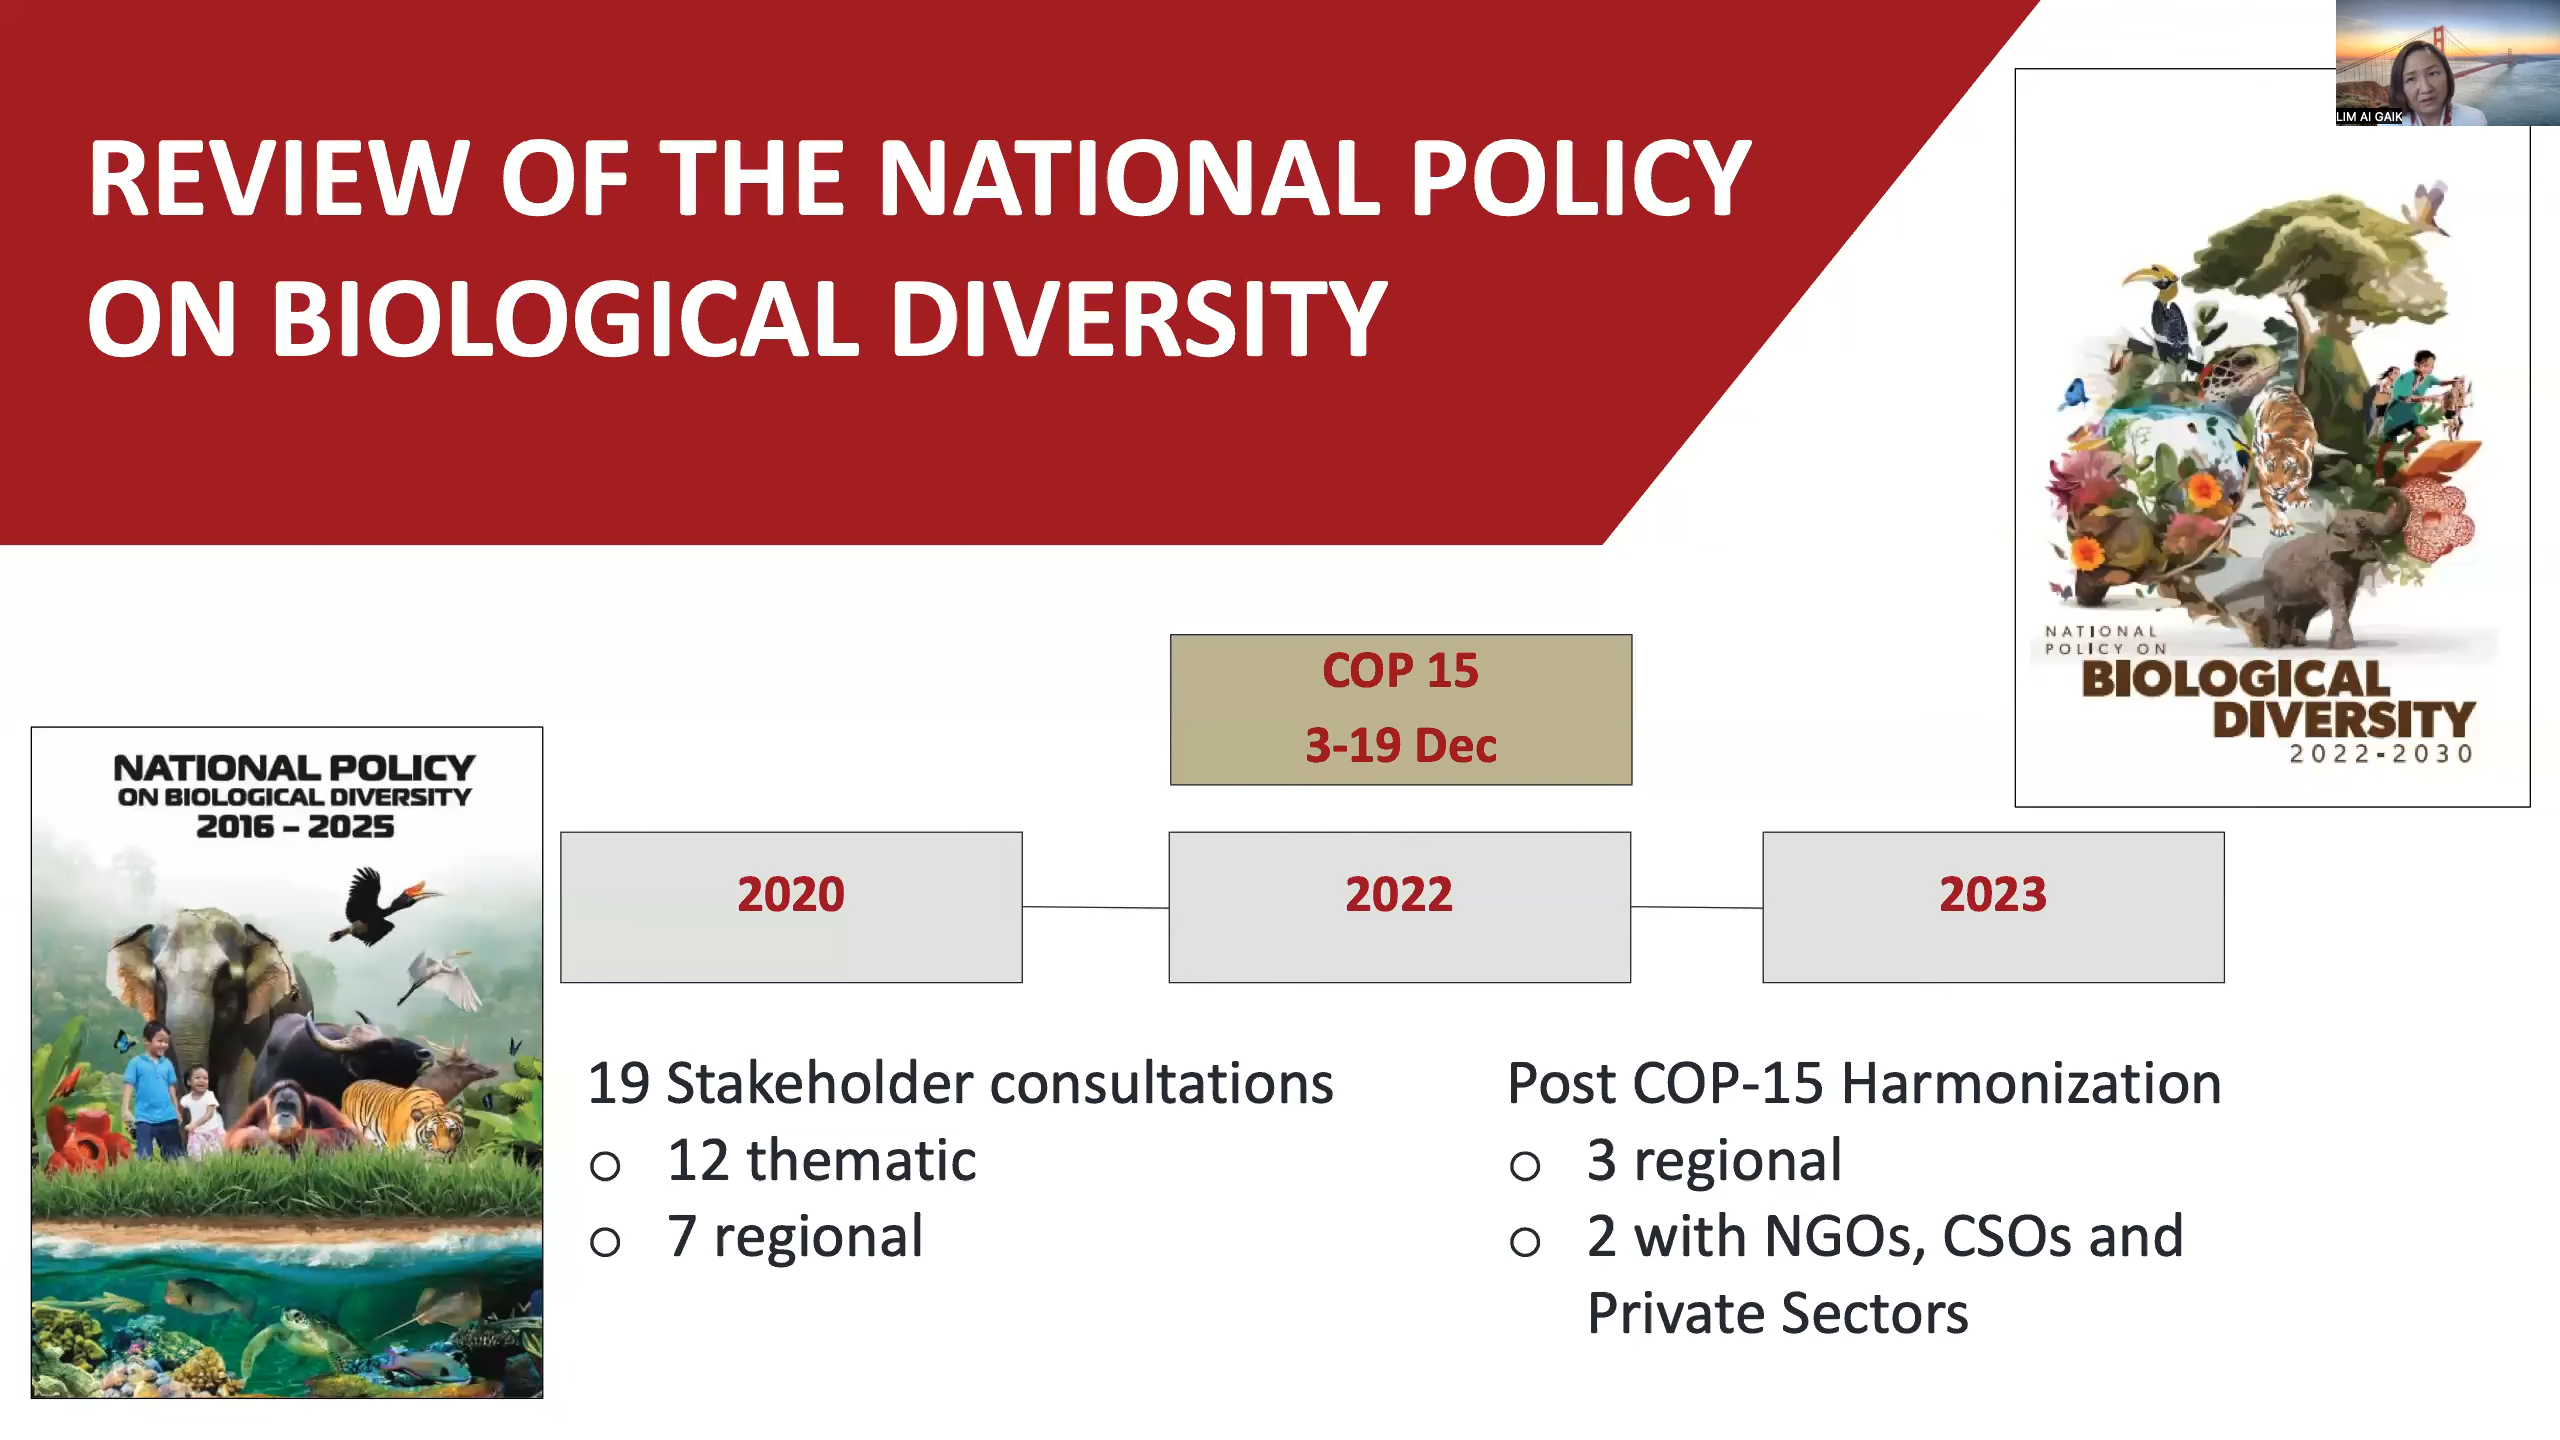 REVIEW OF THE NATIONAL POLICY
ON BIOLOGICAL DIVERSITY
LIM AI GAIK
NATIONAL
POLICY ON
BIOLOGICAL
DIVERSITY
2022-2030
COP 15
3-19 Dec
NATIONAL POLICY
ON BIOLOGICAL DIVERSITY
2016 – 2025
2020
2022
2023
19 Stakeholder consultations
o 12 thematic
o 7 regional
Post COP-15 Harmonization
o 3 regional
o 2 with NGOs, CSOs and
Private Sectors